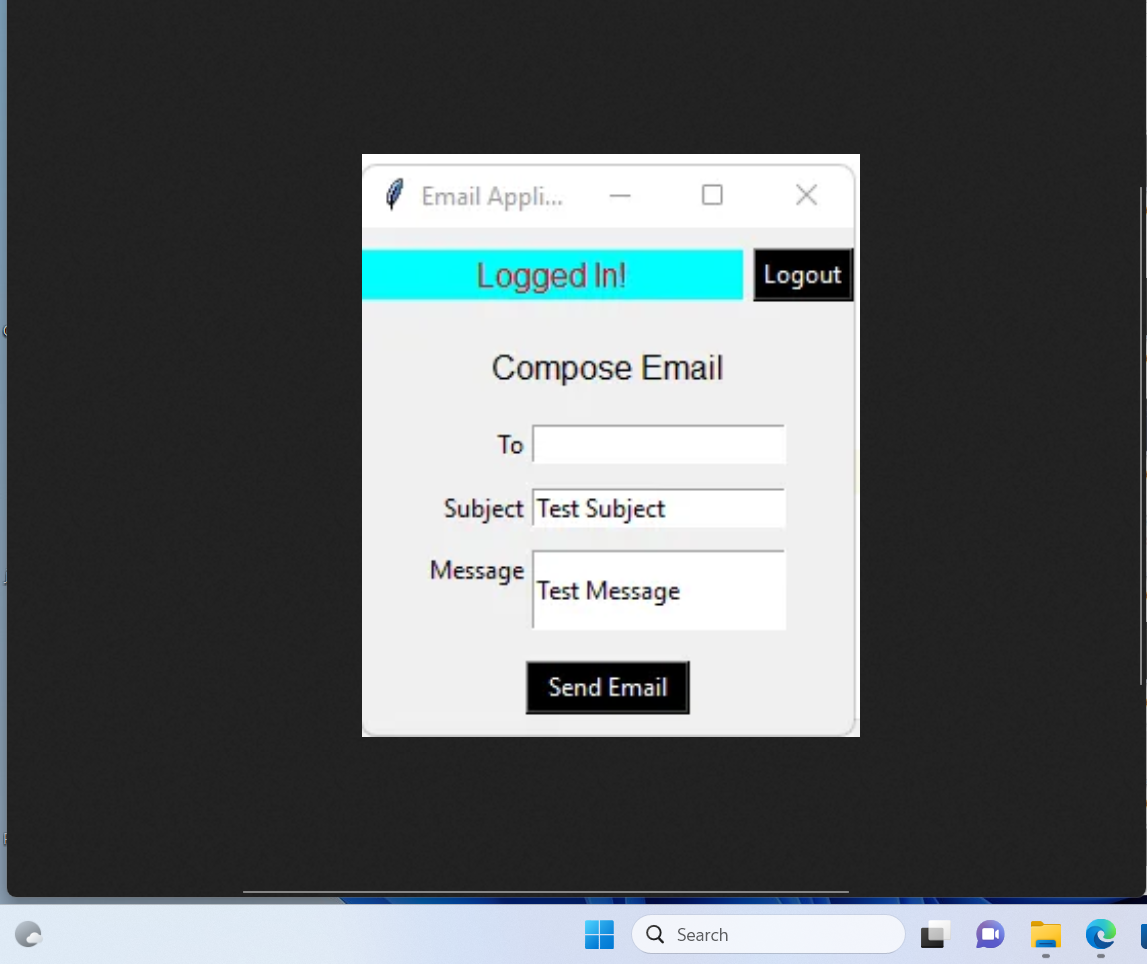 Email Appli...
Logged In!
Logout
Compose Email
To
Subject
Test Subject
Message
Test Message
Send Email
Search